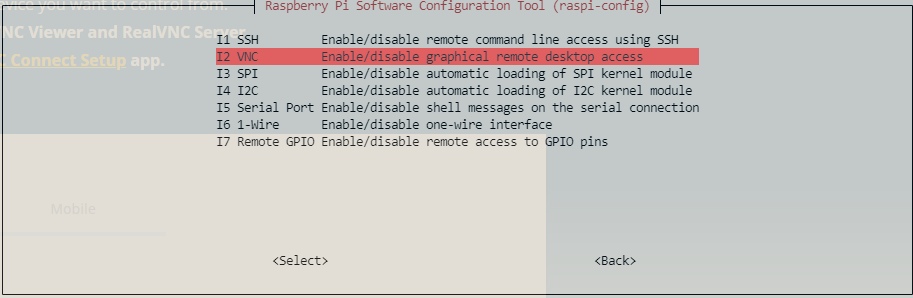 vice you want to control from.
Raspberry Pi Software Configuration Tool (raspi-config)
NC Viewer and RealVNC Server
C Connect Setup app.
I1 SSH Enable/disable remote command line access using SSH
I2 VNC Enable/disable graphical remote desktop access
I3 SPI Enable/disable automatic loading of SPI kernel module
I4 I2C Enable/disable automatic loading of I2C kernel module
I5 Serial Port Enable/disable shell messages on the serial connection
I6 1-Wire Enable/disable one-wire interface
I7 Remote GPIO Enable/disable remote access to GPIO pins
Mobile
<Select> <Back>